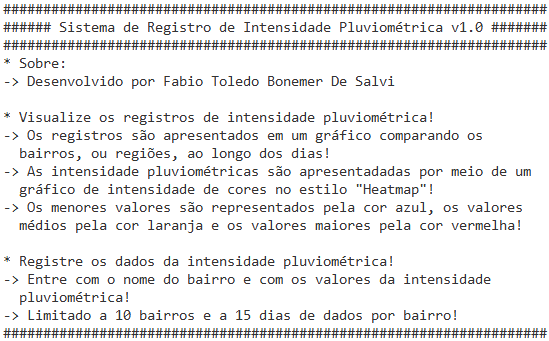 ####################################################################
###### Sistema de Registro de Intensidade Pluviométrica v1.0 #######
####################################################################
* Sobre:
-> Desenvolvido por Fabio Toledo Bonemer De Salvi
* Visualize os registros de intensidade pluviométrica!
-> Os registros são apresentados em um gráfico comparando os
bairros, ou regiões, ao longo dos dias!
-> As intensidade pluviométricas são apresentadadas por meio de um
gráfico de intensidade de cores no estilo "Heatmap"!
-> Os menores valores são representados pela cor azul, os valores
médios pela cor laranja e os valores maiores pela cor vermelha!
* Registre os dados da intensidade pluviométrica!
-> Entre com o nome do bairro e com os valores da intensidade
pluviométrica!
-> Limitado a 10 bairros e a 15 dias de dados por bairro!
####################################################################